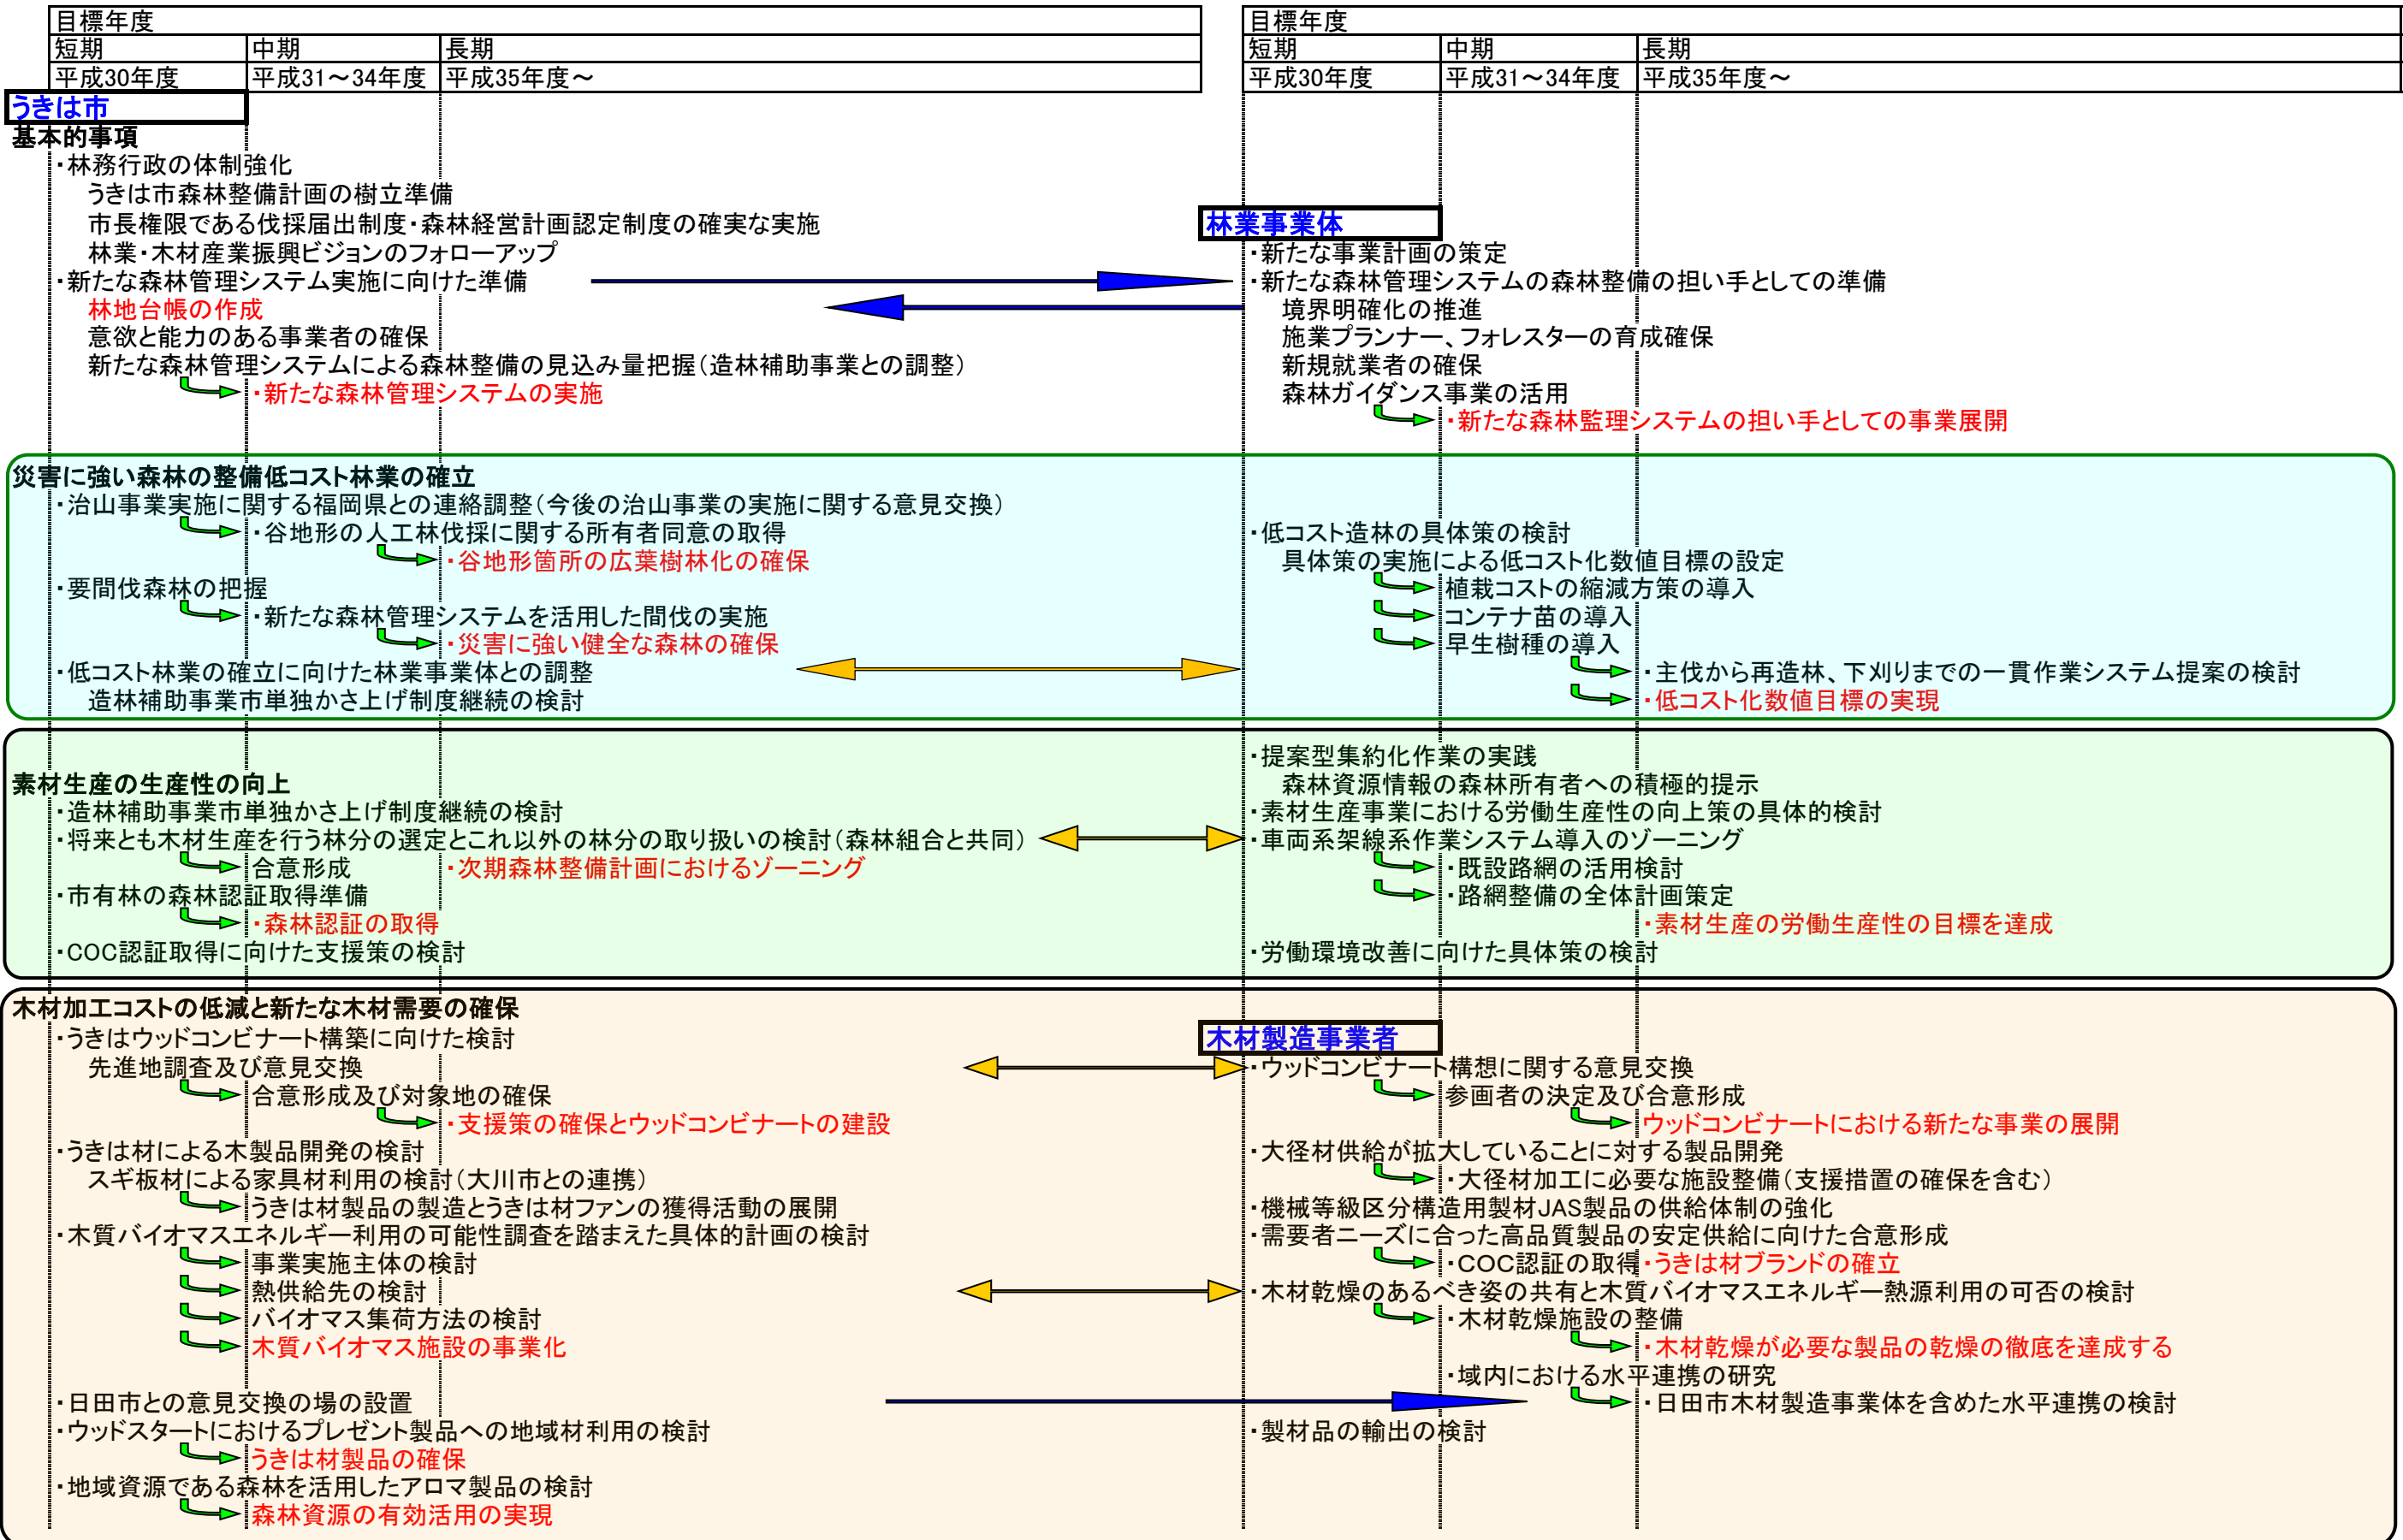 目標年度
短期 中期 長期
平成30年度 平成31～34年度 平成35年度～
うきは市
基本的事項
・林務行政の体制強化
うきは市森林整備計画の樹立準備
市長権限である伐採届出制度・森林経営計画認定制度の確実な実施
林業・木材産業振興ビジョンのフォローアップ
・新たな森林管理システム実施に向けた準備
林地台帳の作成
意欲と能力のある事業者の確保
新たな森林管理システムによる森林整備の見込み量把握（造林補助事業との調整）
・新たな森林管理システムの実施
災害に強い森林の整備低コスト林業の確立
・治山事業実施に関する福岡県との連絡調整（今後の治山事業の実施に関する意見交換）
・谷地形の人工林伐採に関する所有者同意の取得
・谷地形箇所の広葉樹林化の確保
・要間伐森林の把握
・新たな森林管理システムを活用した間伐の実施
・災害に強い健全な森林の確保
・低コスト林業の確立に向けた林業事業体との調整
造林補助事業市単独かさ上げ制度継続の検討
素材生産の生産性の向上
・造林補助事業市単独かさ上げ制度継続の検討
・将来とも木材生産を行う林分の選定とこれ以外の林分の取り扱いの検討（森林組合と共同）
合意形成 ・次期森林整備計画におけるゾーニング
・市有林の森林認証取得準備
・森林認証の取得
・COC認証取得に向けた支援策の検討
木材加工コストの低減と新たな木材需要の確保
・うきはウッドコンビナート構築に向けた検討
先進地調査及び意見交換
合意形成及び対象地の確保
・支援策の確保とウッドコンビナートの建設
・うきは材による木製品開発の検討
スギ板材による家具材利用の検討（大川市との連携）
うきは材製品の製造とうきは材ファンの獲得活動の展開
・木質バイオマスエネルギー利用の可能性調査を踏まえた具体的計画の検討
事業実施主体の検討
熱供給先の検討
バイオマス集荷方法の検討
木質バイオマス施設の事業化
・日田市との意見交換の場の設置
・ウッドスタートにおけるプレゼント製品への地域材利用の検討
うきは材製品の確保
・地域資源である森林を活用したアロマ製品の検討
森林資源の有効活用の実現
目標年度
短期 中期 長期
平成30年度 平成31～34年度 平成35年度～
林業事業体
・新たな事業計画の策定
・新たな森林管理システムの森林整備の担い手としての準備
境界明確化の推進
施業プランナー、フォレスターの育成確保
新規就業者の確保
森林ガイダンス事業の活用
・新たな森林監理システムの担い手としての事業展開
・低コスト造林の具体策の検討
具体策の実施による低コスト化数値目標の設定
植栽コストの縮減方策の導入
コンテナ苗の導入
早生樹種の導入
・主伐から再造林、下刈りまでの一貫作業システム提案の検討
・低コスト化数値目標の実現
・提案型集約化作業の実践
森林資源情報の森林所有者への積極的提示
・素材生産事業における労働生産性の向上策の具体的検討
・車両系架線系作業システム導入のゾーニング
・既設路網の活用検討
・路網整備の全体計画策定
・素材生産の労働生産性の目標を達成
・労働環境改善に向けた具体策の検討
木材製造事業者
・ウッドコンビナート構想に関する意見交換
参画者の決定及び合意形成
ウッドコンビナートにおける新たな事業の展開
・大径材供給が拡大していることに対する製品開発
・大径材加工に必要な施設整備（支援措置の確保を含む）
・機械等級区分構造用製材JAS製品の供給体制の強化
・需要者ニーズに合った高品質製品の安定供給に向けた合意形成
・COC認証の取得 ・うきは材ブランドの確立
・木材乾燥のあるべき姿の共有と木質バイオマスエネルギー熱源利用の可否の検討
・木材乾燥施設の整備
・木材乾燥が必要な製品の乾燥の徹底を達成する
・域内における水平連携の研究
・日田市木材製造事業体を含めた水平連携の検討
・製材品の輸出の検討